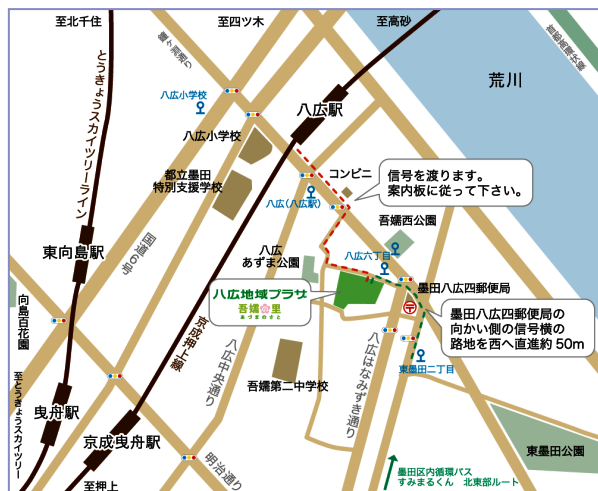 至北千住
至四ツ木
至高砂
鐘ヶ淵通り
首都高環状線
荒川
とうきょうスカイツリーライン
八広小学校
八広駅
八広小学校
コンビニ
信号を渡ります。
案内板に従って下さい。
都立墨田
特別支援学校
八広(八広駅)
吾嬬西公園
国道6号
東向島駅
八広
あずま公園
八広六丁目
墨田八広四郵便局
八広地域プラザ
吾嬬の里
あづまのさと
向島百花園
京成押上線
墨田八広四郵便局の
向かい側の信号横の
路地を西へ直進約50m
八広中央通り
八広はなみずき通り
東墨田二丁目
吾嬬第二中学校
至とうきょうスカイツリー
曳舟駅
京成曳舟駅
明治通り
東墨田公園
至押上
墨田区内循環バス
すみまるくん 北東部ルート